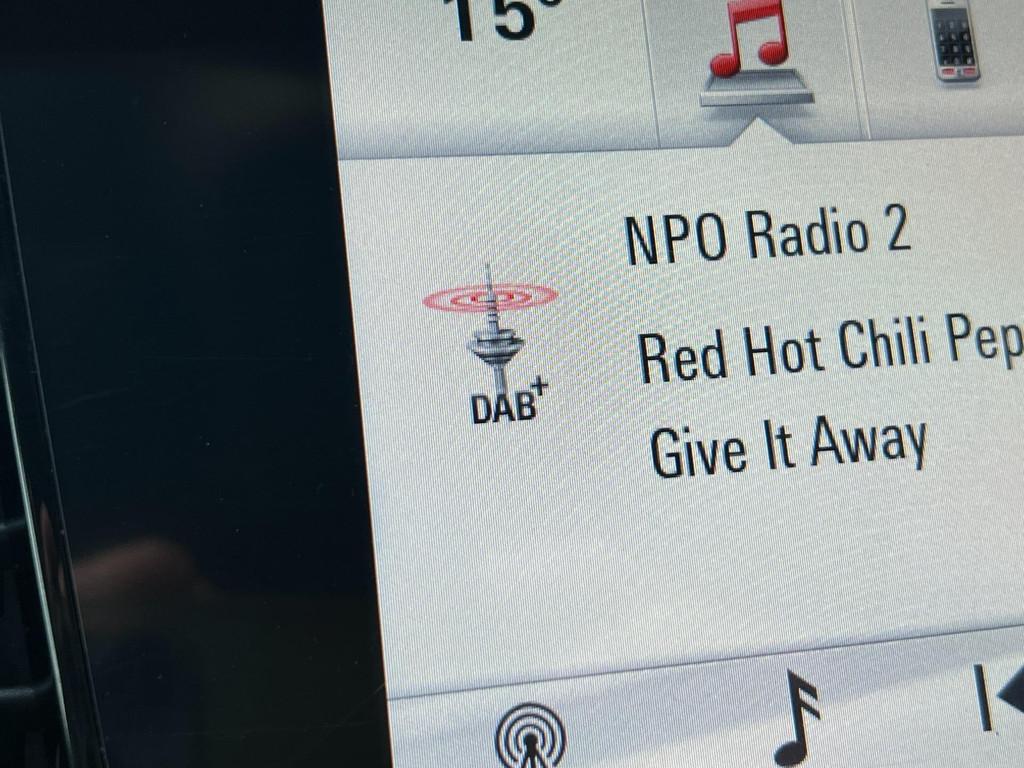 15°
NPO Radio 2
Red Hot Chili Pep
DAB+
Give It Away